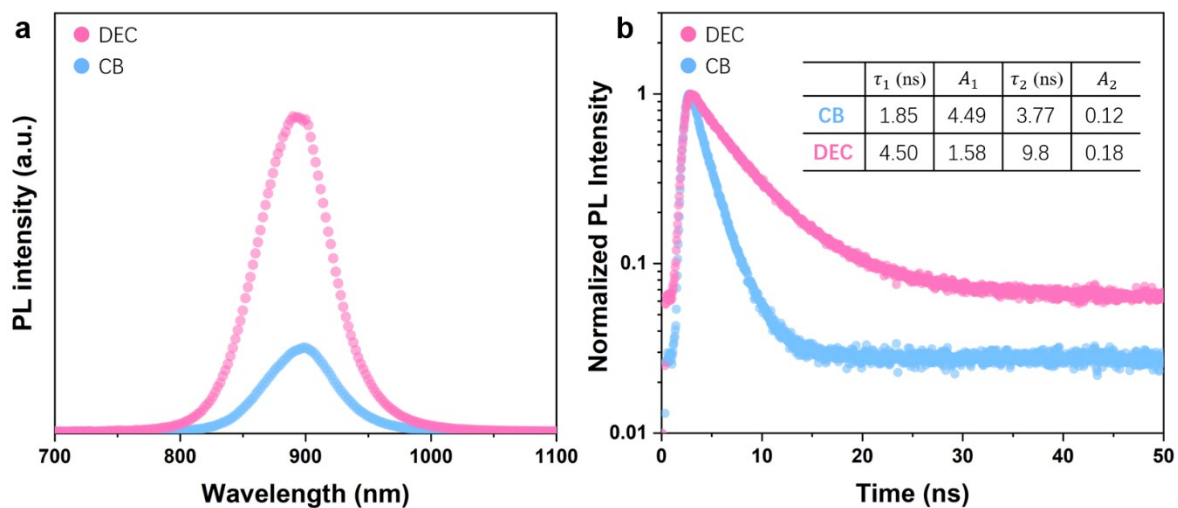 a
DEC
CB
PL intensity (a.u.)
700 800 900 1000 1100
Wavelength (nm)
b
DEC
CB
τ₁ (ns) A₁ τ₂ (ns) A₂
CB 1.85 4.49 3.77 0.12
DEC 4.50 1.58 9.8 0.18
Normalized PL Intensity
1
0.1
0.01
0 10 20 30 40 50
Time (ns)